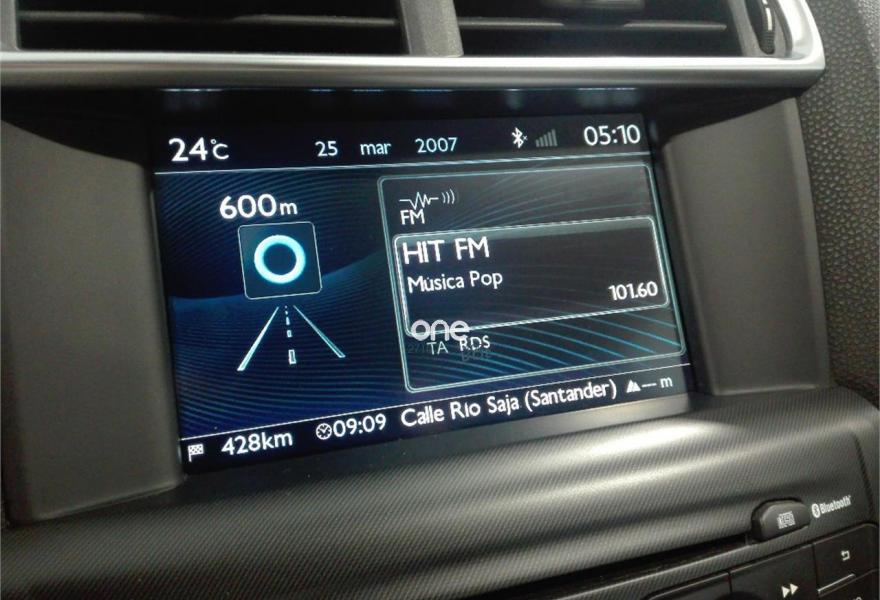 24°C 25 mar 2007 05:10
600m
FM
HIT FM
Música Pop
101.60
one
TA RDS
428km 09:09 Calle Rio Saja (Santander) --- m
Bluetooth